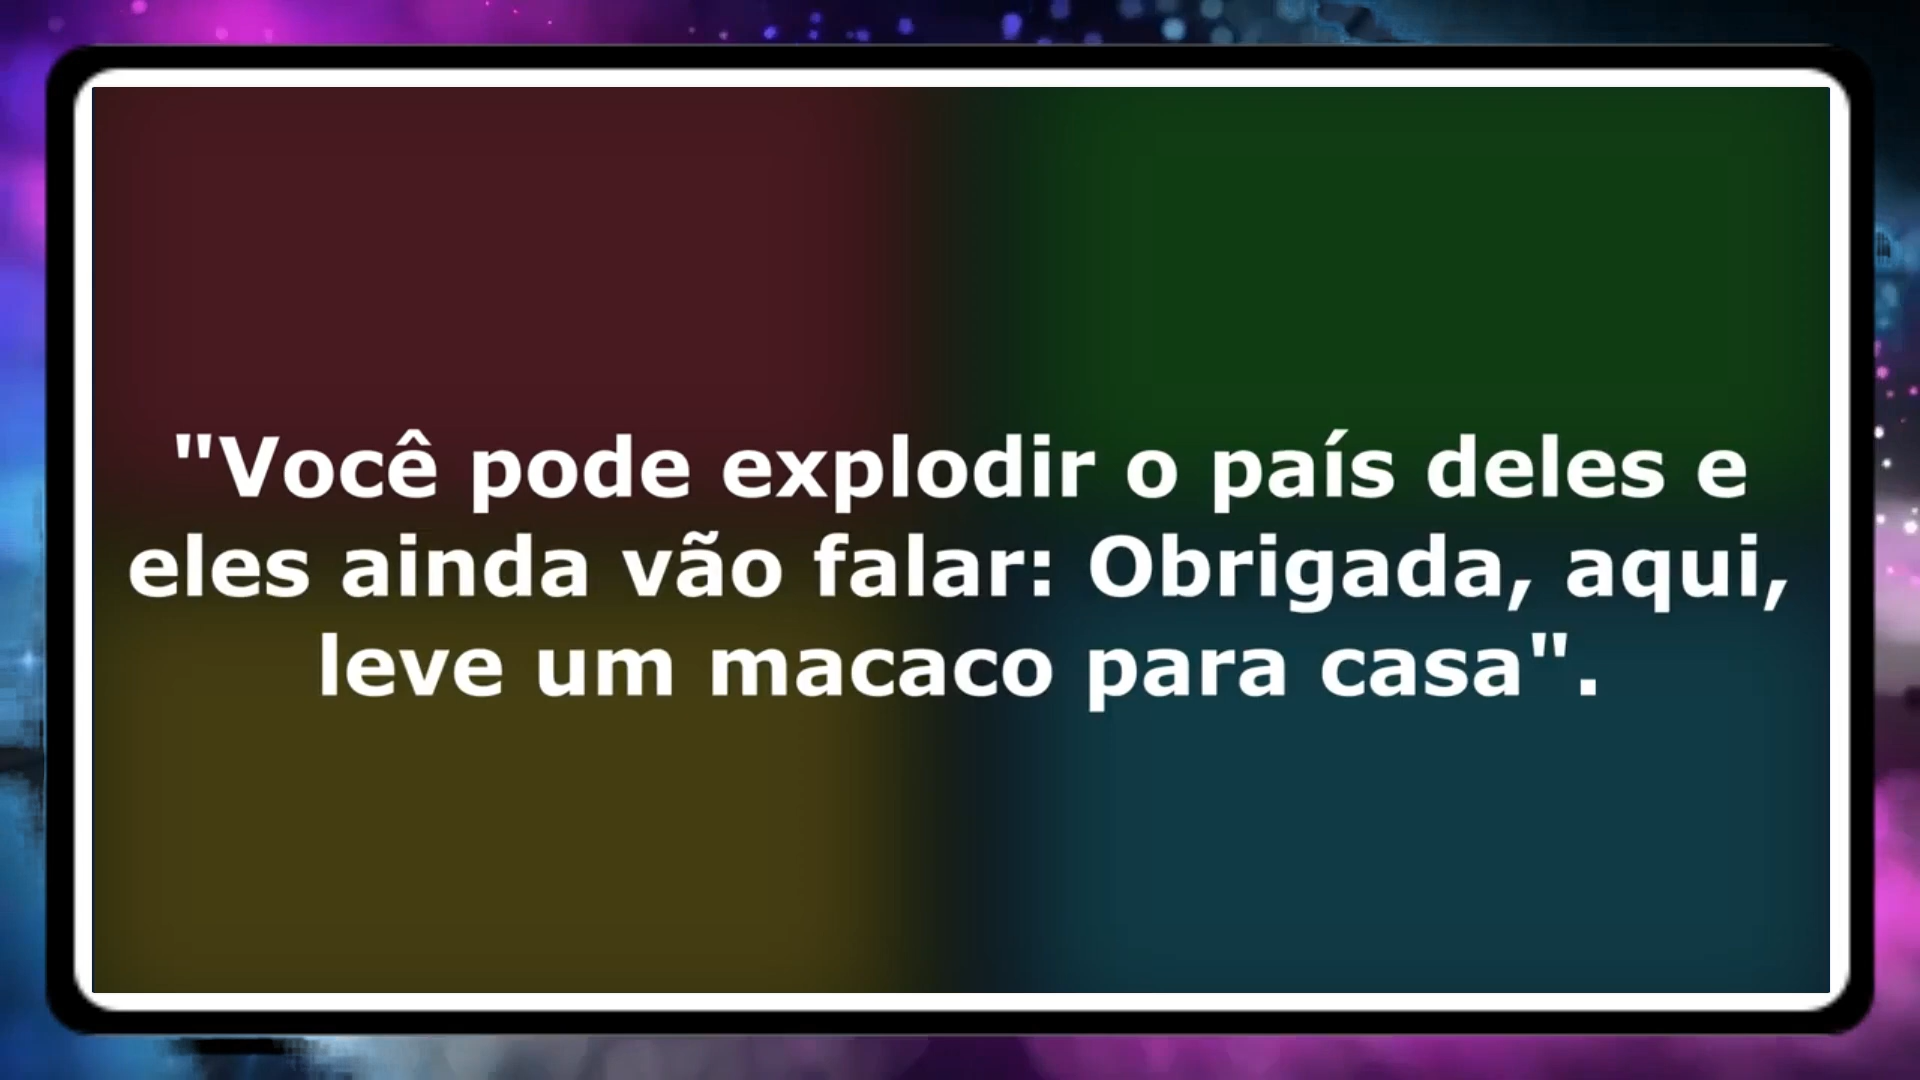 "Você pode explodir o país deles e
eles ainda vão falar: Obrigada, aqui,
leve um macaco para casa".